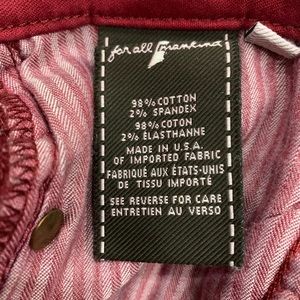 for all 7 mankind
98% COTTON
2% SPANDEX
98% COTON
2% ELASTHANNE
MADE IN U.S.A.
OF IMPORTED FABRIC
FABRIQUÉ AUX ÉTATS-UNIS
DE TISSU IMPORTÉ
SEE REVERSE FOR CARE
ENTRETIEN AU VERSO